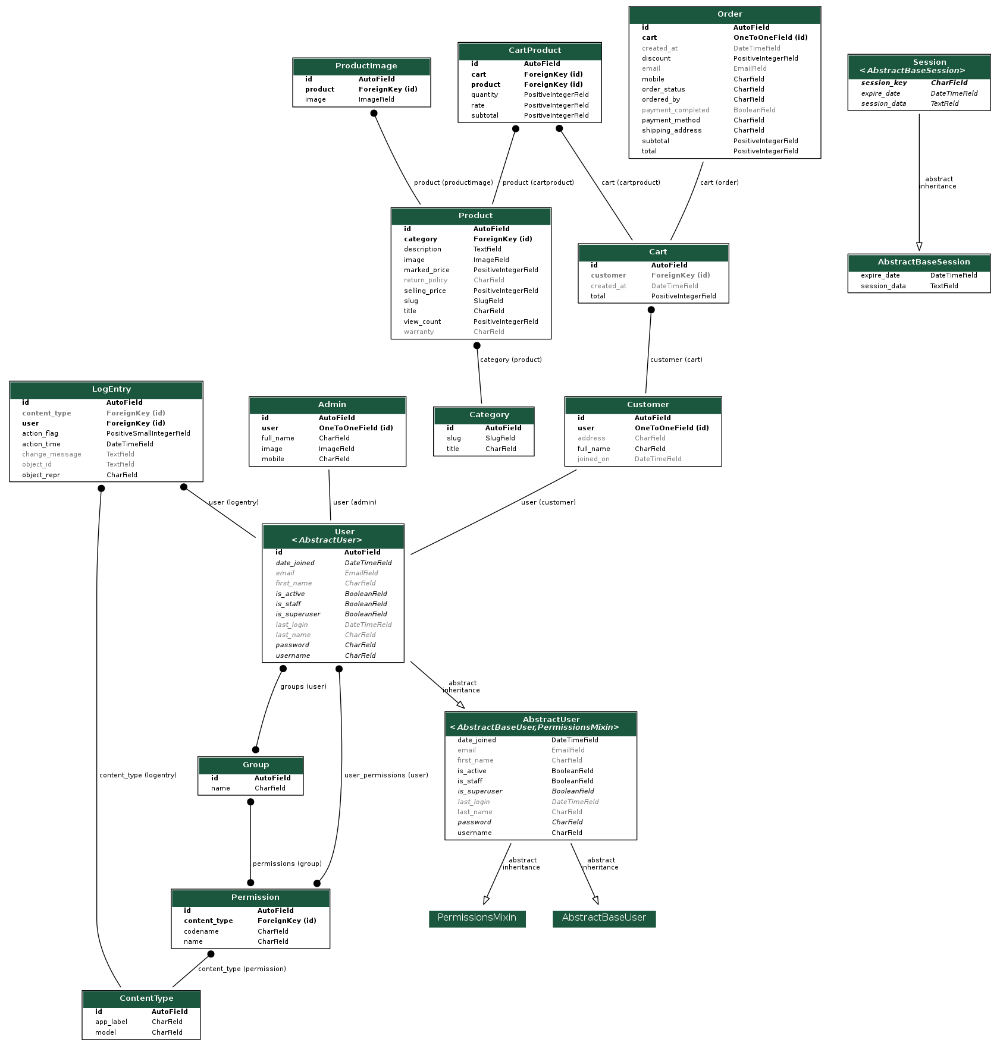 Order
id AutoField
cart OneToOneField (id)
created_at DateTimeField
discount PositiveIntegerField
email EmailField
mobile CharField
order_status CharField
ordered_by CharField
payment_completed BooleanField
payment_method CharField
shipping_address CharField
subtotal PositiveIntegerField
total PositiveIntegerField
CartProduct
id AutoField
cart ForeignKey (id)
product ForeignKey (id)
quantity PositiveIntegerField
rate PositiveIntegerField
subtotal PositiveIntegerField
ProductImage
id AutoField
product ForeignKey (id)
image ImageField
Session
<AbstractBaseSession>
session_key CharField
expire_date DateTimeField
session_data TextField
product (productimage)
product (cartproduct)
cart (cartproduct)
cart (order)
abstract
inheritance
Product
id AutoField
category ForeignKey (id)
description TextField
image ImageField
marked_price PositiveIntegerField
return_policy CharField
selling_price PositiveIntegerField
slug SlugField
title CharField
view_count PositiveIntegerField
warranty CharField
Cart
id AutoField
customer ForeignKey (id)
created_at DateTimeField
total PositiveIntegerField
AbstractBaseSession
expire_date DateTimeField
session_data TextField
category (product)
customer (cart)
LogEntry
id AutoField
content_type ForeignKey (id)
user ForeignKey (id)
action_flag PositiveSmallIntegerField
action_time DateTimeField
change_message TextField
object_id TextField
object_repr CharField
Admin
id AutoField
user OneToOneField (id)
full_name CharField
image ImageField
mobile CharField
Category
id AutoField
slug SlugField
title CharField
Customer
id AutoField
user OneToOneField (id)
address CharField
full_name CharField
joined_on DateTimeField
user (logentry)
user (admin)
user (customer)
User
<AbstractUser>
id AutoField
date_joined DateTimeField
email EmailField
first_name CharField
is_active BooleanField
is_staff BooleanField
is_superuser BooleanField
last_login DateTimeField
last_name CharField
password CharField
username CharField
groups (user)
abstract
inheritance
AbstractUser
<AbstractBaseUser,PermissionsMixin>
date_joined DateTimeField
email EmailField
first_name CharField
is_active BooleanField
is_staff BooleanField
is_superuser BooleanField
last_login DateTimeField
last_name CharField
password CharField
username CharField
Group
id AutoField
name CharField
content_type (logentry)
user_permissions (user)
permissions (group)
abstract
inheritance
abstract
inheritance
Permission
id AutoField
content_type ForeignKey (id)
codename CharField
name CharField
PermissionsMixin
AbstractBaseUser
content_type (permission)
ContentType
id AutoField
app_label CharField
model CharField